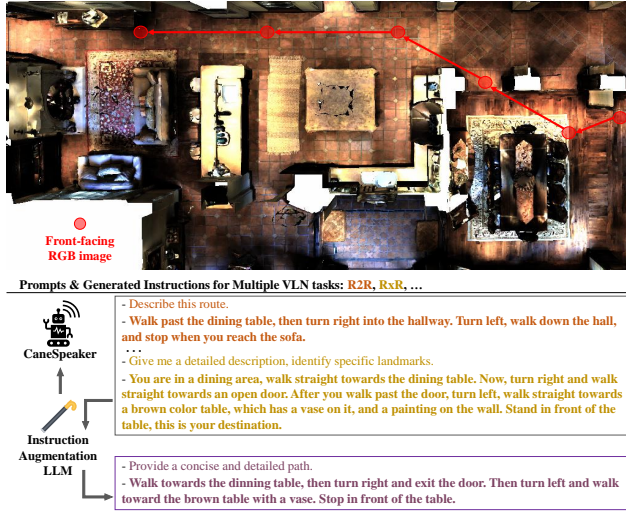 Front-facing
RGB image
Prompts & Generated Instructions for Multiple VLN tasks: R2R, RxR, ...
CaneSpeaker
Instruction
Augmentation
LLM
- Describe this route.
- Walk past the dining table, then turn right into the hallway. Turn left, walk down the hall,
and stop when you reach the sofa.
...
- Give me a detailed description, identify specific landmarks.
- You are in a dining area, walk straight towards the dining table. Now, turn right and walk
straight towards an open door. After you walk past the door, turn left, walk straight towards
a brown color table, which has a vase on it, and a painting on the wall. Stand in front of the
table, this is your destination.
- Provide a concise and detailed path.
- Walk towards the dinning table, then turn right and exit the door. Then turn left and walk
toward the brown table with a vase. Stop in front of the table.